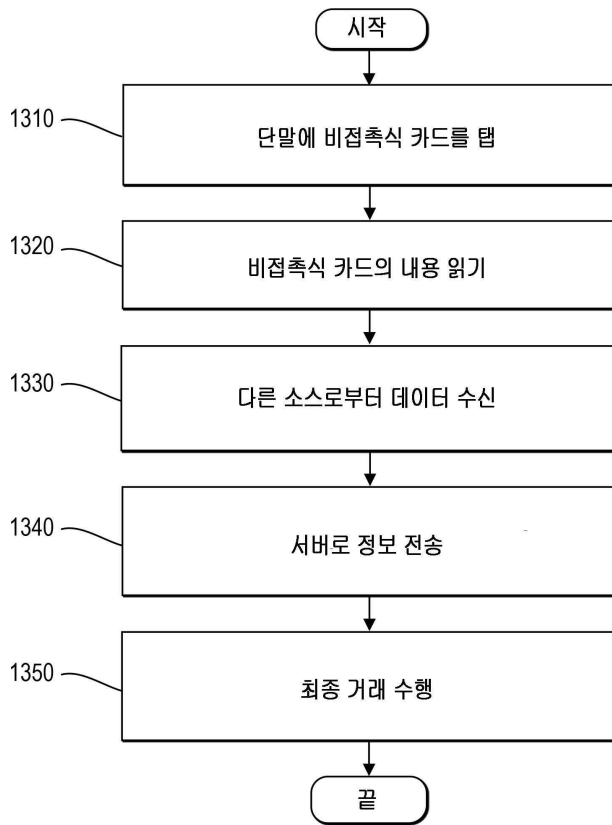 시작
1310
단말에 비접촉식 카드를 탭
1320
비접촉식 카드의 내용 읽기
1330
다른 소스로부터 데이터 수신
1340
서버로 정보 전송
1350
최종 거래 수행
끝